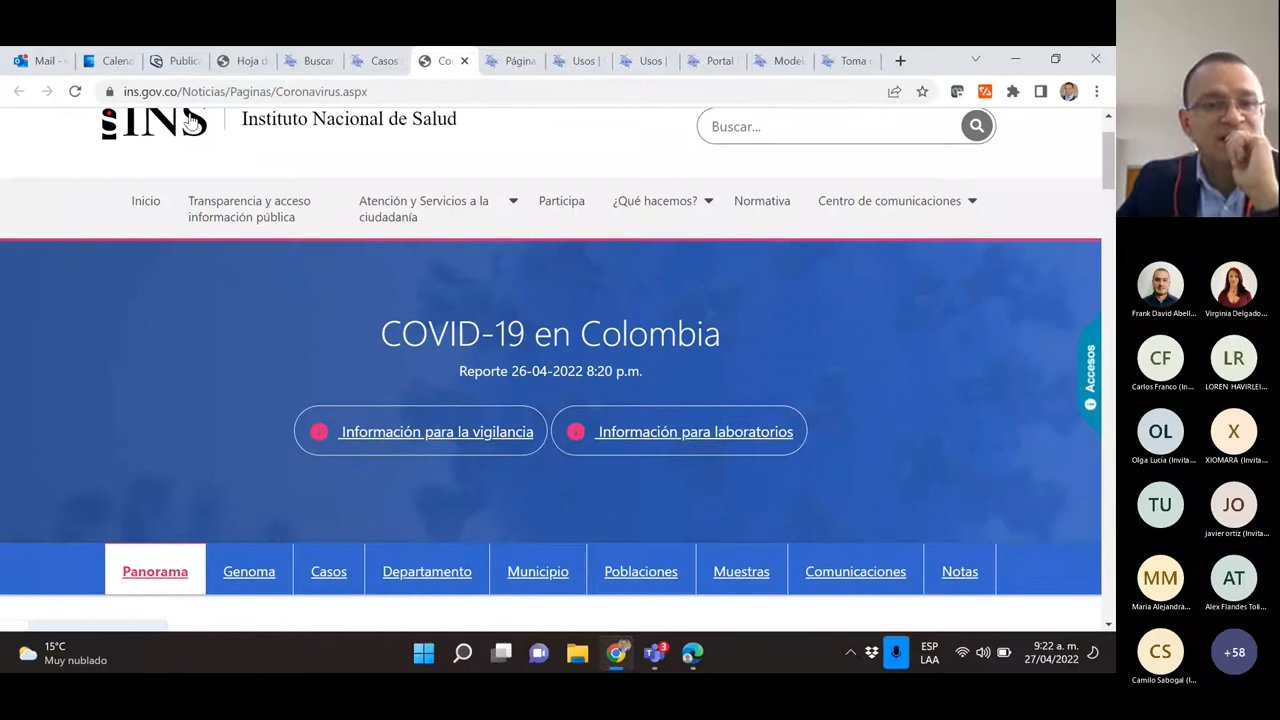 Mail -
Calend
Public
Hoja d
Buscar
Casos
Co
Página
Usos |
Usos |
Portal
Model
Toma
ins.gov.co/Noticias/Paginas/Coronavirus.aspx
INS
Instituto Nacional de Salud
Buscar...
Inicio
Transparencia y acceso
información pública
Atención y Servicios a la
ciudadanía
Participa
¿Qué hacemos?
Normativa
Centro de comunicaciones
COVID-19 en Colombia
Reporte 26-04-2022 8:20 p.m.
Información para la vigilancia
Información para laboratorios
Accesos
Panorama
Genoma
Casos
Departamento
Municipio
Poblaciones
Muestras
Comunicaciones
Notas
15°C
Muy nublado
3
ESP
LAA
9:22 a. m.
27/04/2022
Frank David Abell...
Virginia Delgado...
CF
LR
Carlos Franco (In...
LOREN HAVIRLEI...
OL
X
Olga Lucía (Invita...
XIOMARA (Invita...
TU
JO
javier ortiz (Invita...
MM
AT
Maria Alejandra...
Alex Flandes Toli...
CS
+58
Camilo Sabogal (I...